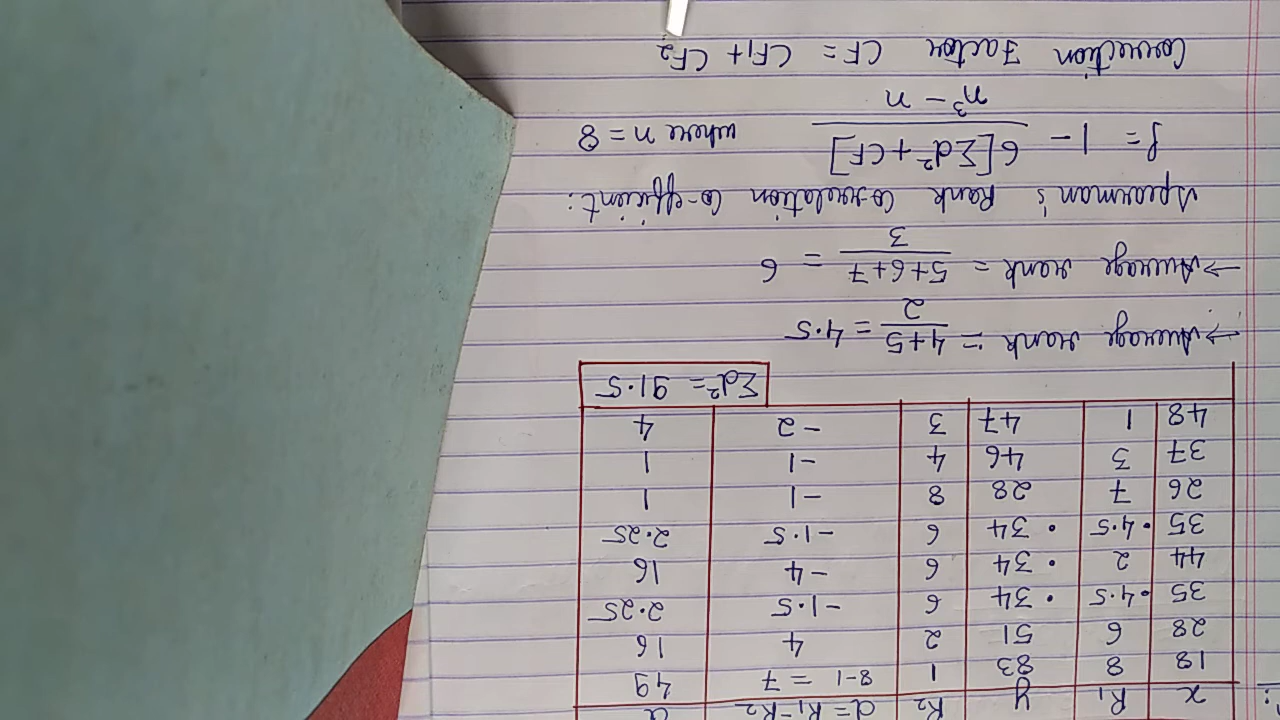 x R₁ y R₂ d=R₁-R₂
18 8 83 1 8-1 = 7 49
28 6 51 2 4 16
35 •4.5 •34 6 -1.5 2.25
44 2 •34 6 -4 16
35 •4.5 •34 6 -1.5 2.25
26 7 28 8 -1 1
37 3 46 4 -1 1
48 1 47 3 -2 4
Σd² = 91.5
→ Average rank = 4+5/2 = 4.5
→ Average rank = 5+6+7/3 = 6
Spearman's Rank Correlation Co-efficient:
ρ = 1 - 6[Σd²+CF]/n³-n where n = 8
Correction Factor CF = CF₁ + CF₂